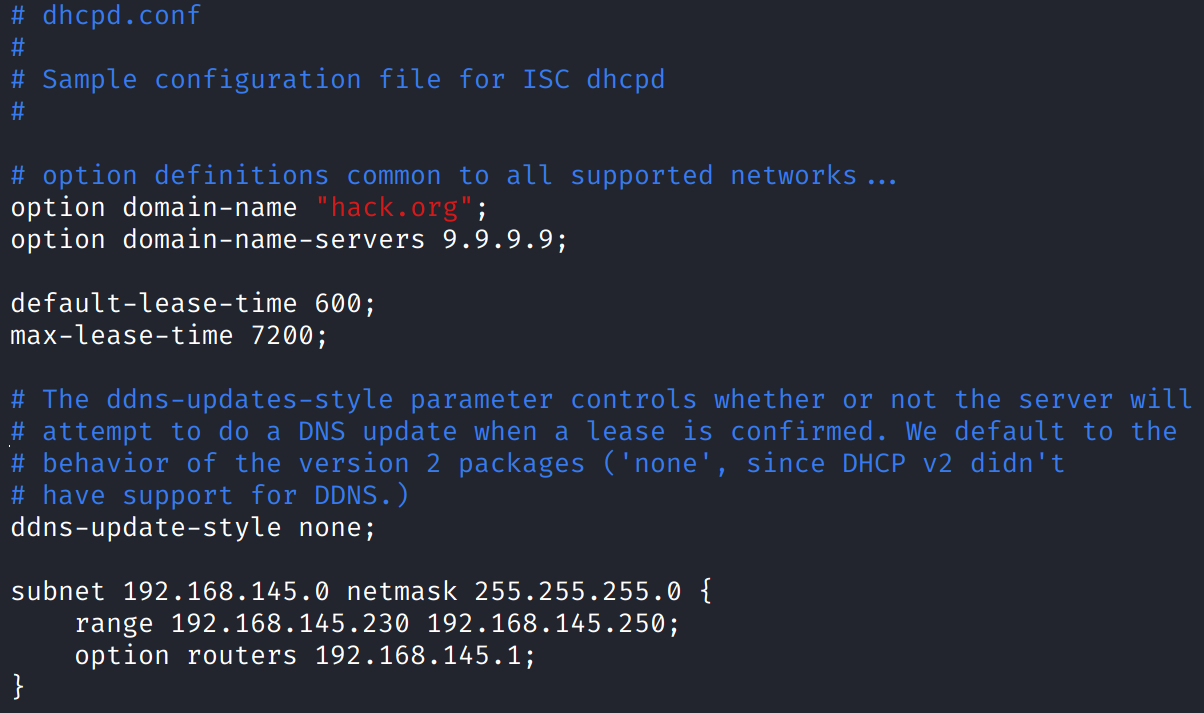 # dhcpd.conf
#
# Sample configuration file for ISC dhcpd
#
# option definitions common to all supported networks...
option domain-name "hack.org";
option domain-name-servers 9.9.9.9;
default-lease-time 600;
max-lease-time 7200;
# The ddns-updates-style parameter controls whether or not the server will
# attempt to do a DNS update when a lease is confirmed. We default to the
# behavior of the version 2 packages ('none', since DHCP v2 didn't
# have support for DDNS.)
ddns-update-style none;
subnet 192.168.145.0 netmask 255.255.255.0 {
    range 192.168.145.230 192.168.145.250;
    option routers 192.168.145.1;
}